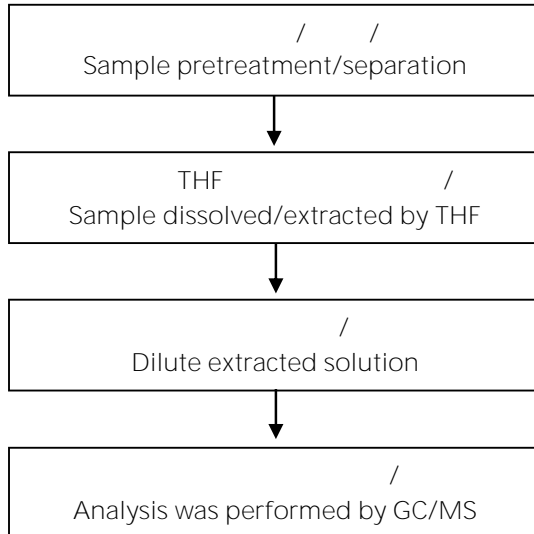 / /
Sample pretreatment/separation
THF /
Sample dissolved/extracted by THF
/
Dilute extracted solution
/
Analysis was performed by GC/MS